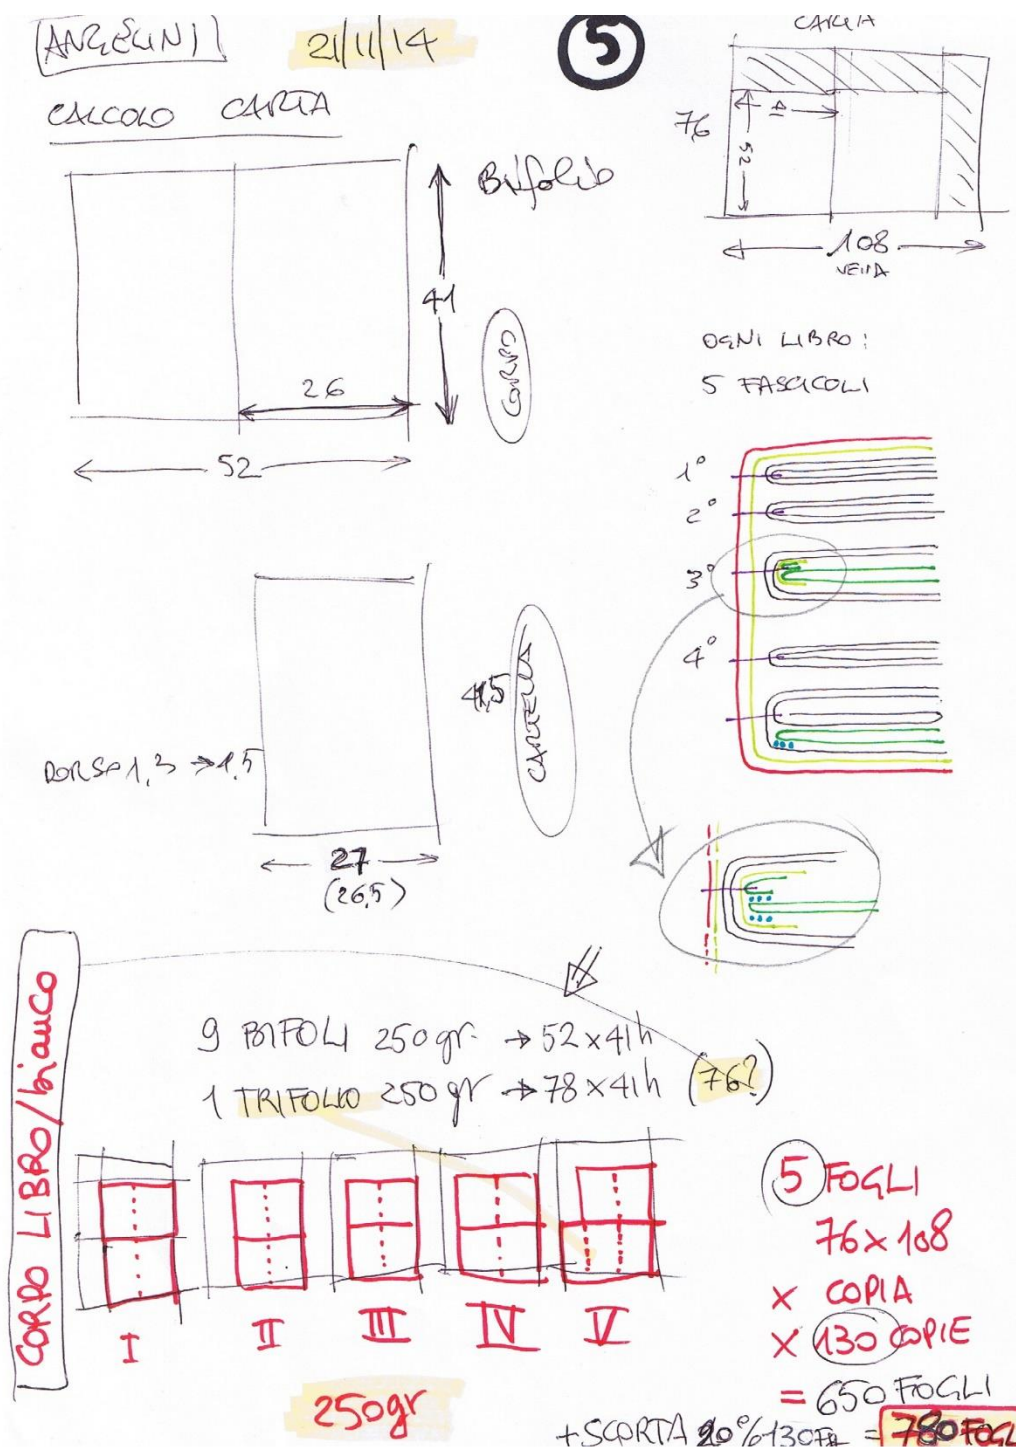 ANGELINI
21/11/14
5
CARTA
CALCOLO CARTA
Bifolio
76
41
52
108
VENA
41
CORPO
26
52
OGNI LIBRO:
5 FASCICOLI
1°
2°
3°
4°
41,5
CARTELLA
DORSO 1,3 → 1,5
27
(26,5)
CORPO LIBRO/bianco
9 BIFOLI 250 gr. → 52 x 41h
1 TRIFOLIO 250 gr → 78 x 41h (76?)
I
II
III
IV
V
250gr
5 FOGLI
76 x 108
x COPIA
x 130 COPIE
= 650 FOGLI
+ SCORTA 20% 130 = 780 FOGL